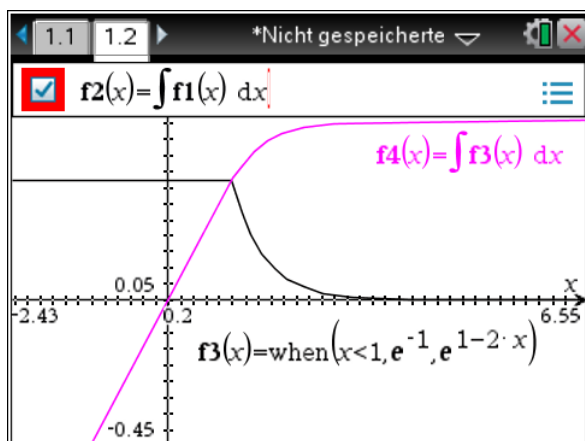 1.1 1.2 *Nicht gespeicherte
f2(x)=∫f1(x) dx
f4(x)=∫f3(x) dx
0.05 x
-2.43 0.2 6.55
f3(x)=when(x<1,e^-1,e^1-2·x)
-0.45